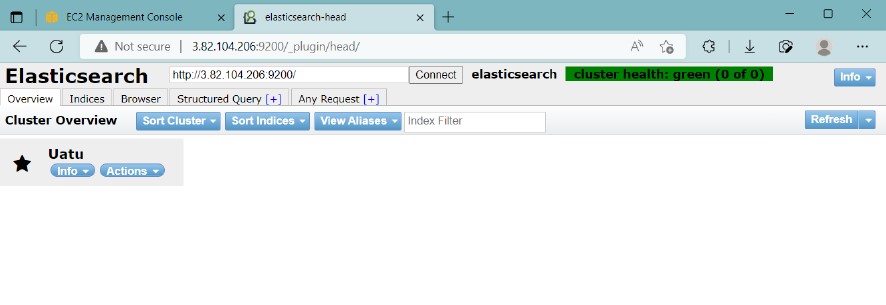 EC2 Management Console
elasticsearch-head
Not secure | 3.82.104.206:9200/_plugin/head/
Elasticsearch http://3.82.104.206:9200/ Connect elasticsearch cluster health: green (0 of 0) Info
Overview Indices Browser Structured Query [+] Any Request [+]
Cluster Overview Sort Cluster Sort Indices View Aliases Index Filter Refresh
Uatu
Info Actions